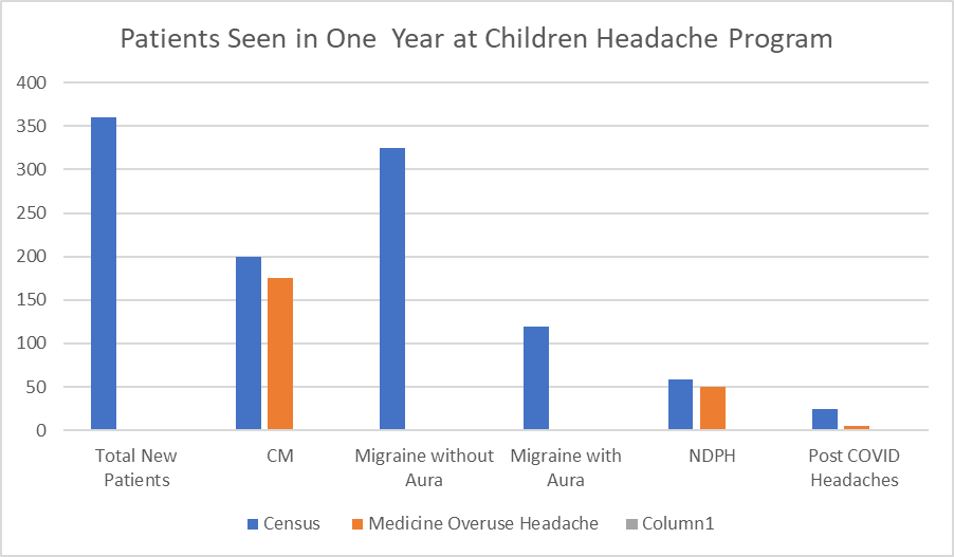 Patients Seen in One  Year at Children Headache Program
400
350
300
250
200
150
100
50
0
Total New
Patients
CM
Migraine without
Aura
Migraine with
Aura
NDPH
Post COVID
Headaches
Census
Medicine Overuse Headache
Column1